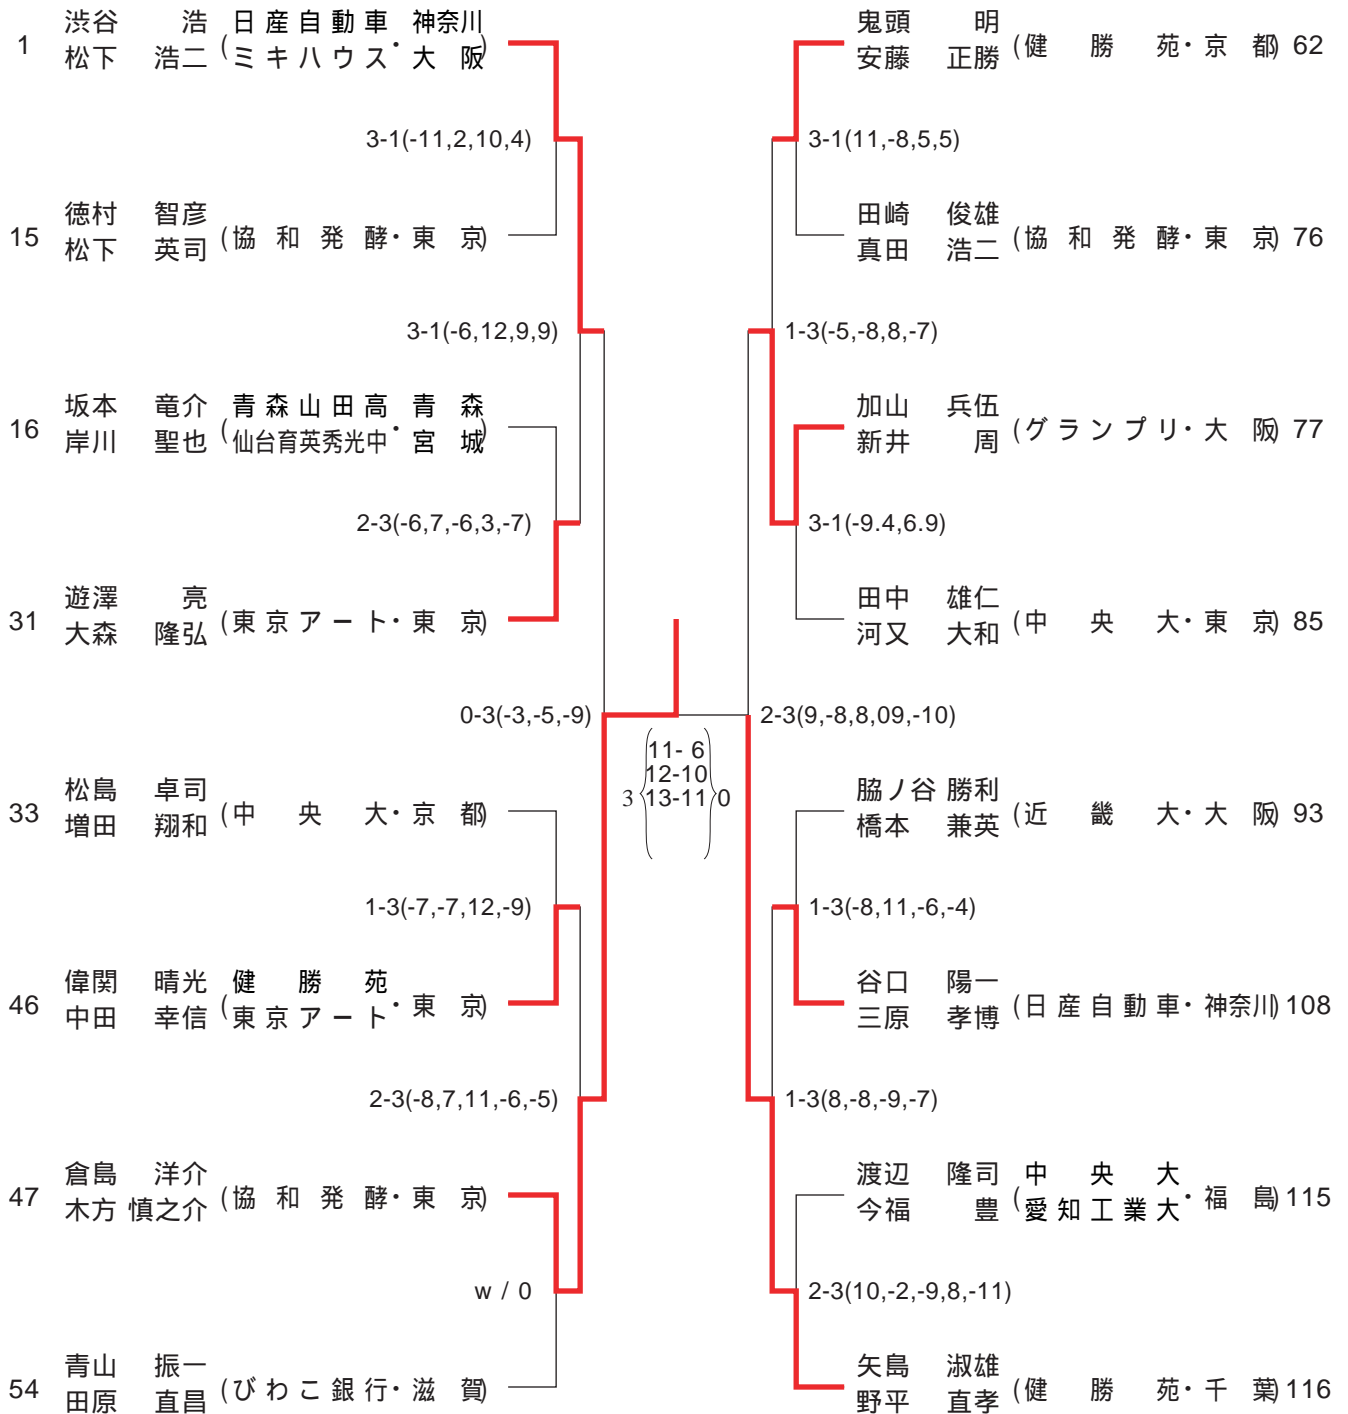 1 渋谷 浩 (日産自動車・神奈川)
松下 浩二 (ミキハウス・大阪)
3-1(-11,2,10,4)
15 徳村 智彦
松下 英司 (協和発酵・東京)
3-1(-6,12,9,9)
16 坂本 竜介 (青森山田高・青森)
岸川 聖也 (仙台育英秀光中・宮城)
2-3(-6,7,-6,3,-7)
31 遊澤 亮
大森 隆弘 (東京アート・東京)
0-3(-3,-5,-9)
33 松島 卓司
増田 翔和 (中央大・京都)
1-3(-7,-7,12,-9)
46 偉関 晴光 (健勝苑
中田 幸信 東京アート・東京)
2-3(-8,7,11,-6,-5)
47 倉島 洋介
木方 慎之介 (協和発酵・東京)
w / 0
54 青山 振一
田原 直昌 (びわこ銀行・滋賀)
11- 6
12-10
3 13-11 0
鬼頭 明
安藤 正勝 (健勝苑・京都) 62
3-1(11,-8,5,5)
田崎 俊雄
真田 浩二 (協和発酵・東京) 76
1-3(-5,-8,8,-7)
加山 兵伍
新井 周 (グランプリ・大阪) 77
3-1(-9.4,6.9)
田中 雄仁
河又 大和 (中央大・東京) 85
2-3(9,-8,8,09,-10)
脇ノ谷 勝利
橋本 兼英 (近畿大・大阪) 93
1-3(-8,11,-6,-4)
谷口 陽一
三原 孝博 (日産自動車・神奈川) 108
1-3(8,-8,-9,-7)
渡辺 隆司 (中央大
今福 豊 愛知工業大・福島) 115
2-3(10,-2,-9,8,-11)
矢島 淑雄
野平 直孝 (健勝苑・千葉) 116